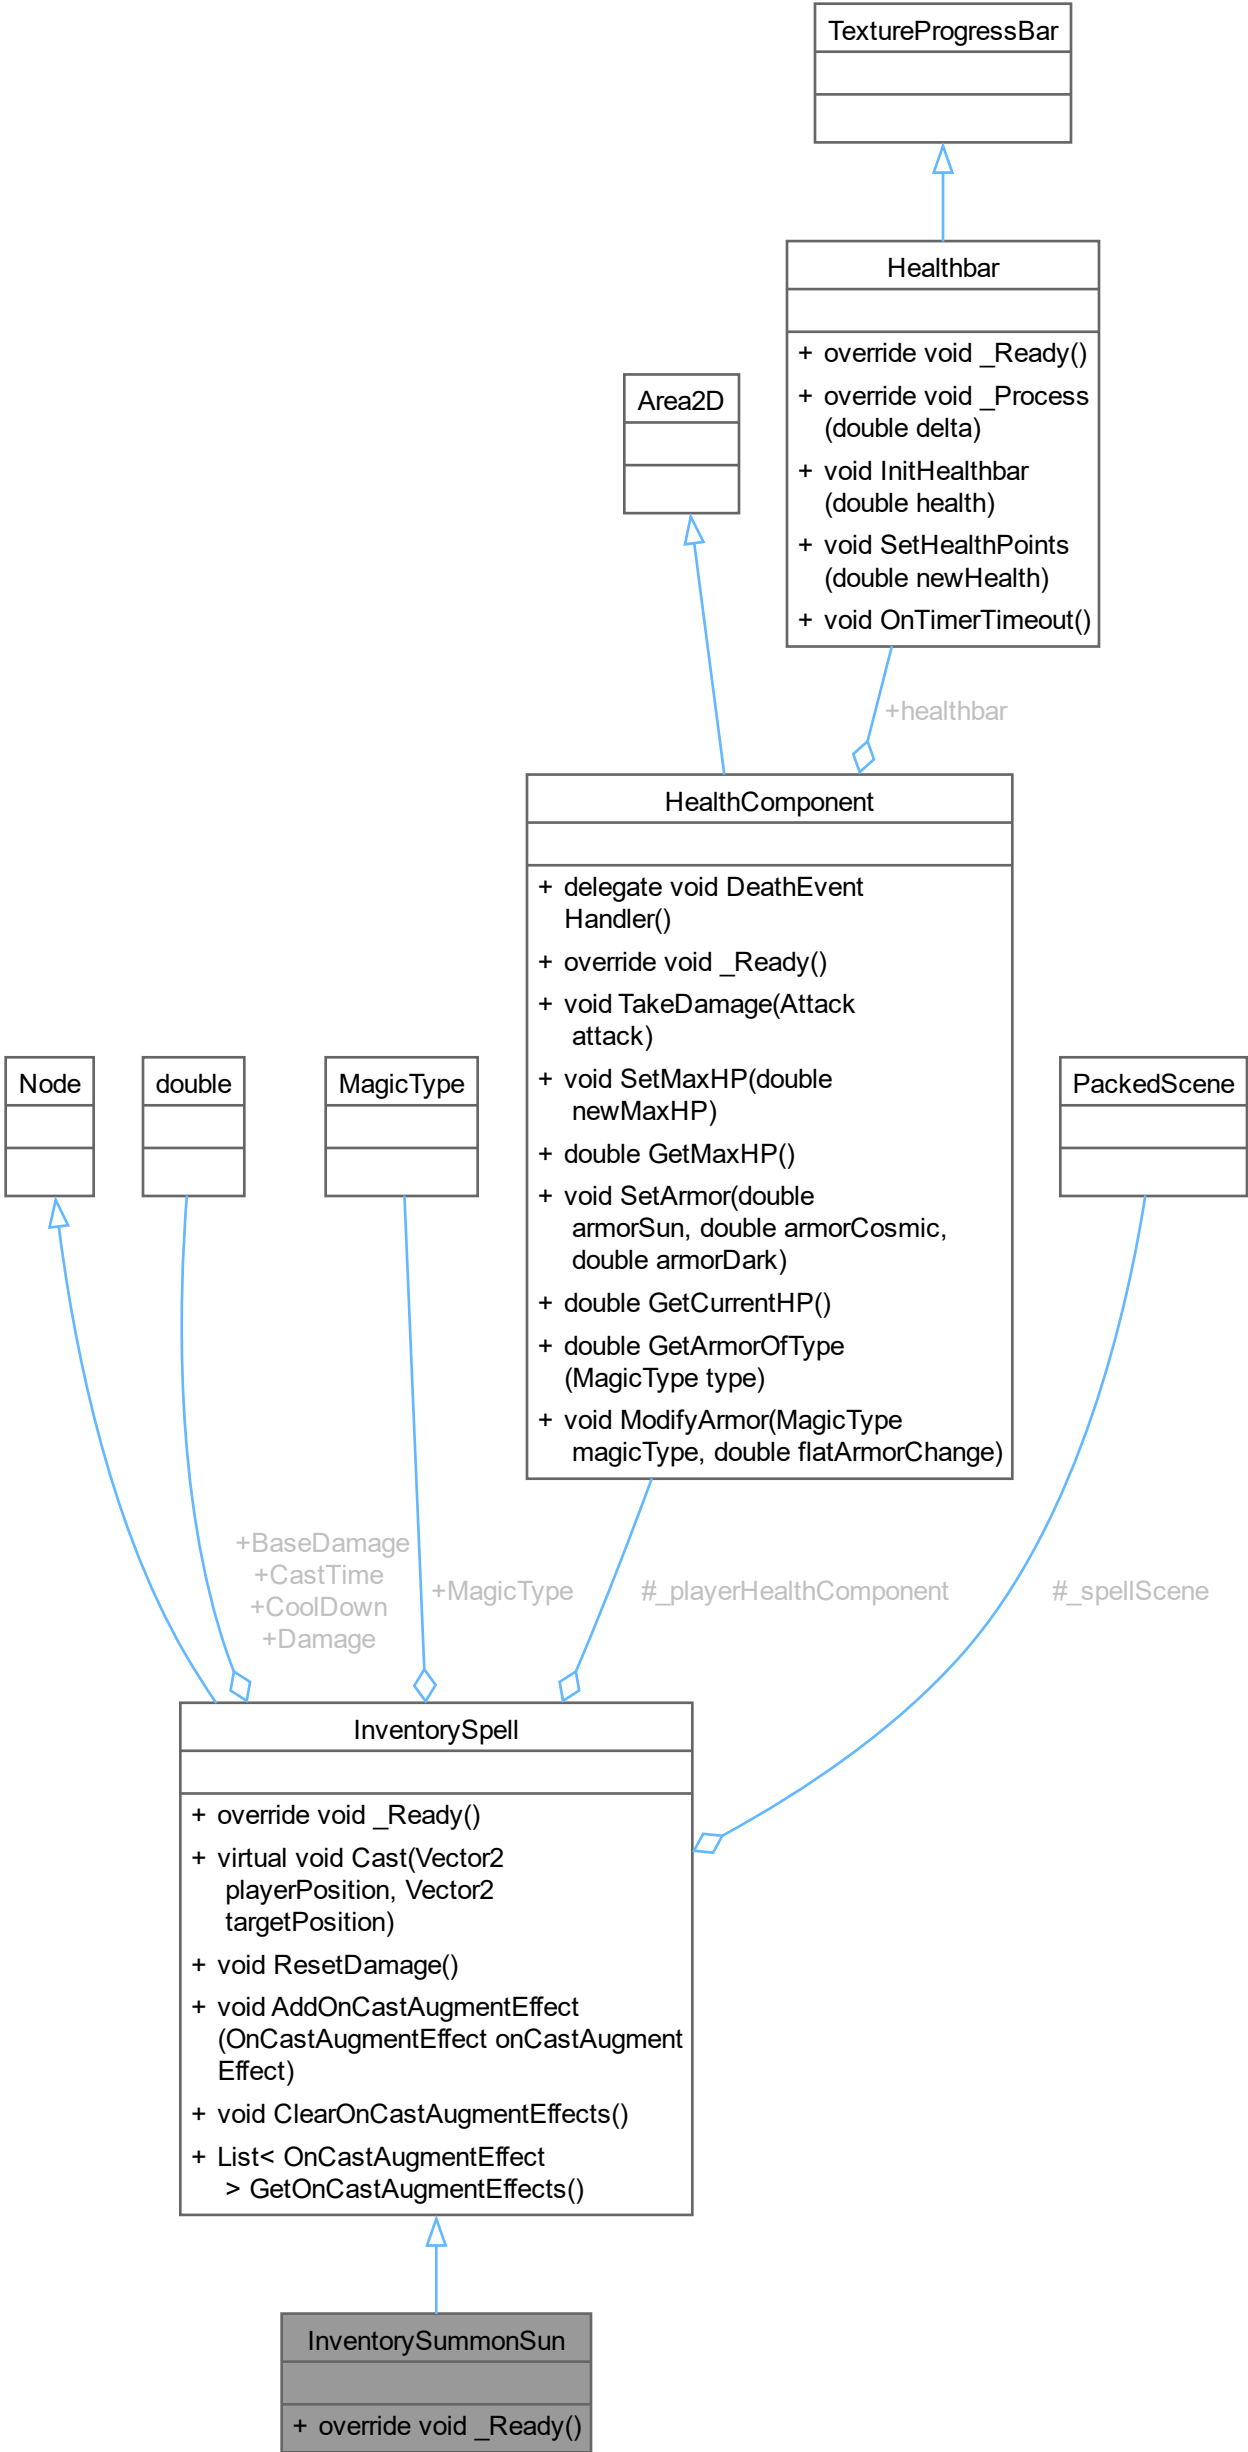 TextureProgressBar
Healthbar
+ override void _Ready()
+ override void _Process
(double delta)
+ void InitHealthbar
(double health)
+ void SetHealthPoints
(double newHealth)
+ void OnTimerTimeout()
Area2D
+healthbar
HealthComponent
+ delegate void DeathEvent
Handler()
+ override void _Ready()
+ void TakeDamage(Attack
attack)
+ void SetMaxHP(double
newMaxHP)
+ double GetMaxHP()
+ void SetArmor(double
armorSun, double armorCosmic,
double armorDark)
+ double GetCurrentHP()
+ double GetArmorOfType
(MagicType type)
+ void ModifyArmor(MagicType
magicType, double flatArmorChange)
Node
double
MagicType
PackedScene
+BaseDamage
+CastTime
+CoolDown
+Damage
+MagicType
#_playerHealthComponent
#_spellScene
InventorySpell
+ override void _Ready()
+ virtual void Cast(Vector2
playerPosition, Vector2
targetPosition)
+ void ResetDamage()
+ void AddOnCastAugmentEffect
(OnCastAugmentEffect onCastAugment
Effect)
+ void ClearOnCastAugmentEffects()
+ List< OnCastAugmentEffect
> GetOnCastAugmentEffects()
InventorySummonSun
+ override void _Ready()